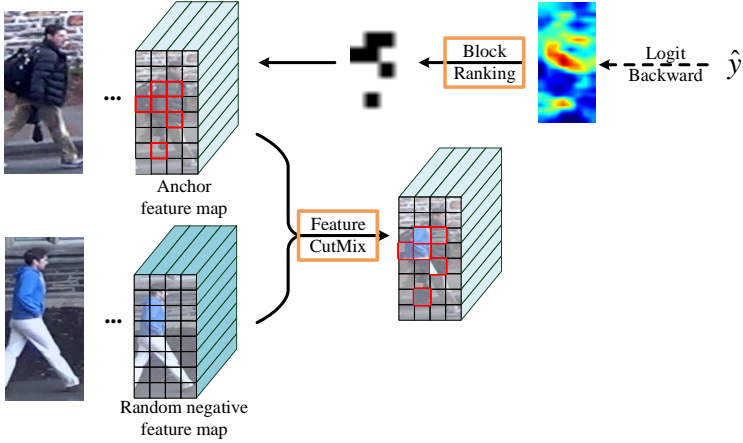 Block
Ranking
Logit
Backward
ŷ
...
Anchor
feature map
Feature
CutMix
...
Random negative
feature map